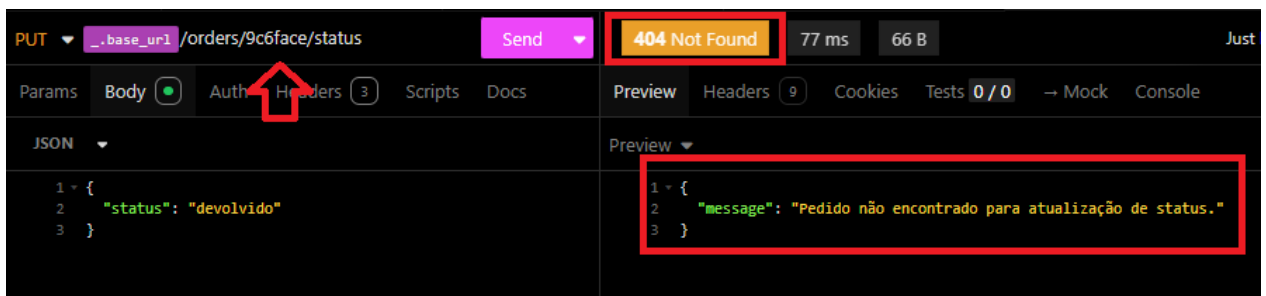 PUT _.base_url /orders/9c6face/status Send
404 Not Found 77 ms 66 B Just
Params Body Auth Headers 3 Scripts Docs
Preview Headers 9 Cookies Tests 0 / 0 → Mock Console
JSON
Preview
1 {
2 "status": "devolvido"
3 }
1 {
2 "message": "Pedido não encontrado para atualização de status."
3 }